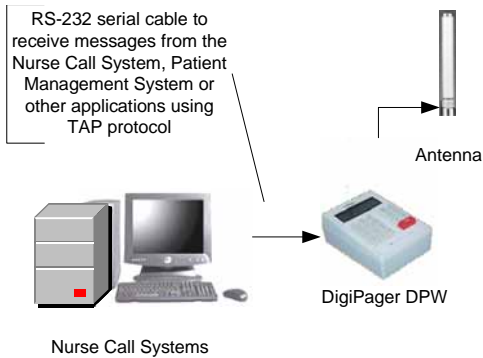 RS-232 serial cable to
receive messages from the
Nurse Call System, Patient
Management System or
other applications using
TAP protocol
Antenna
DigiPager DPW
Nurse Call Systems